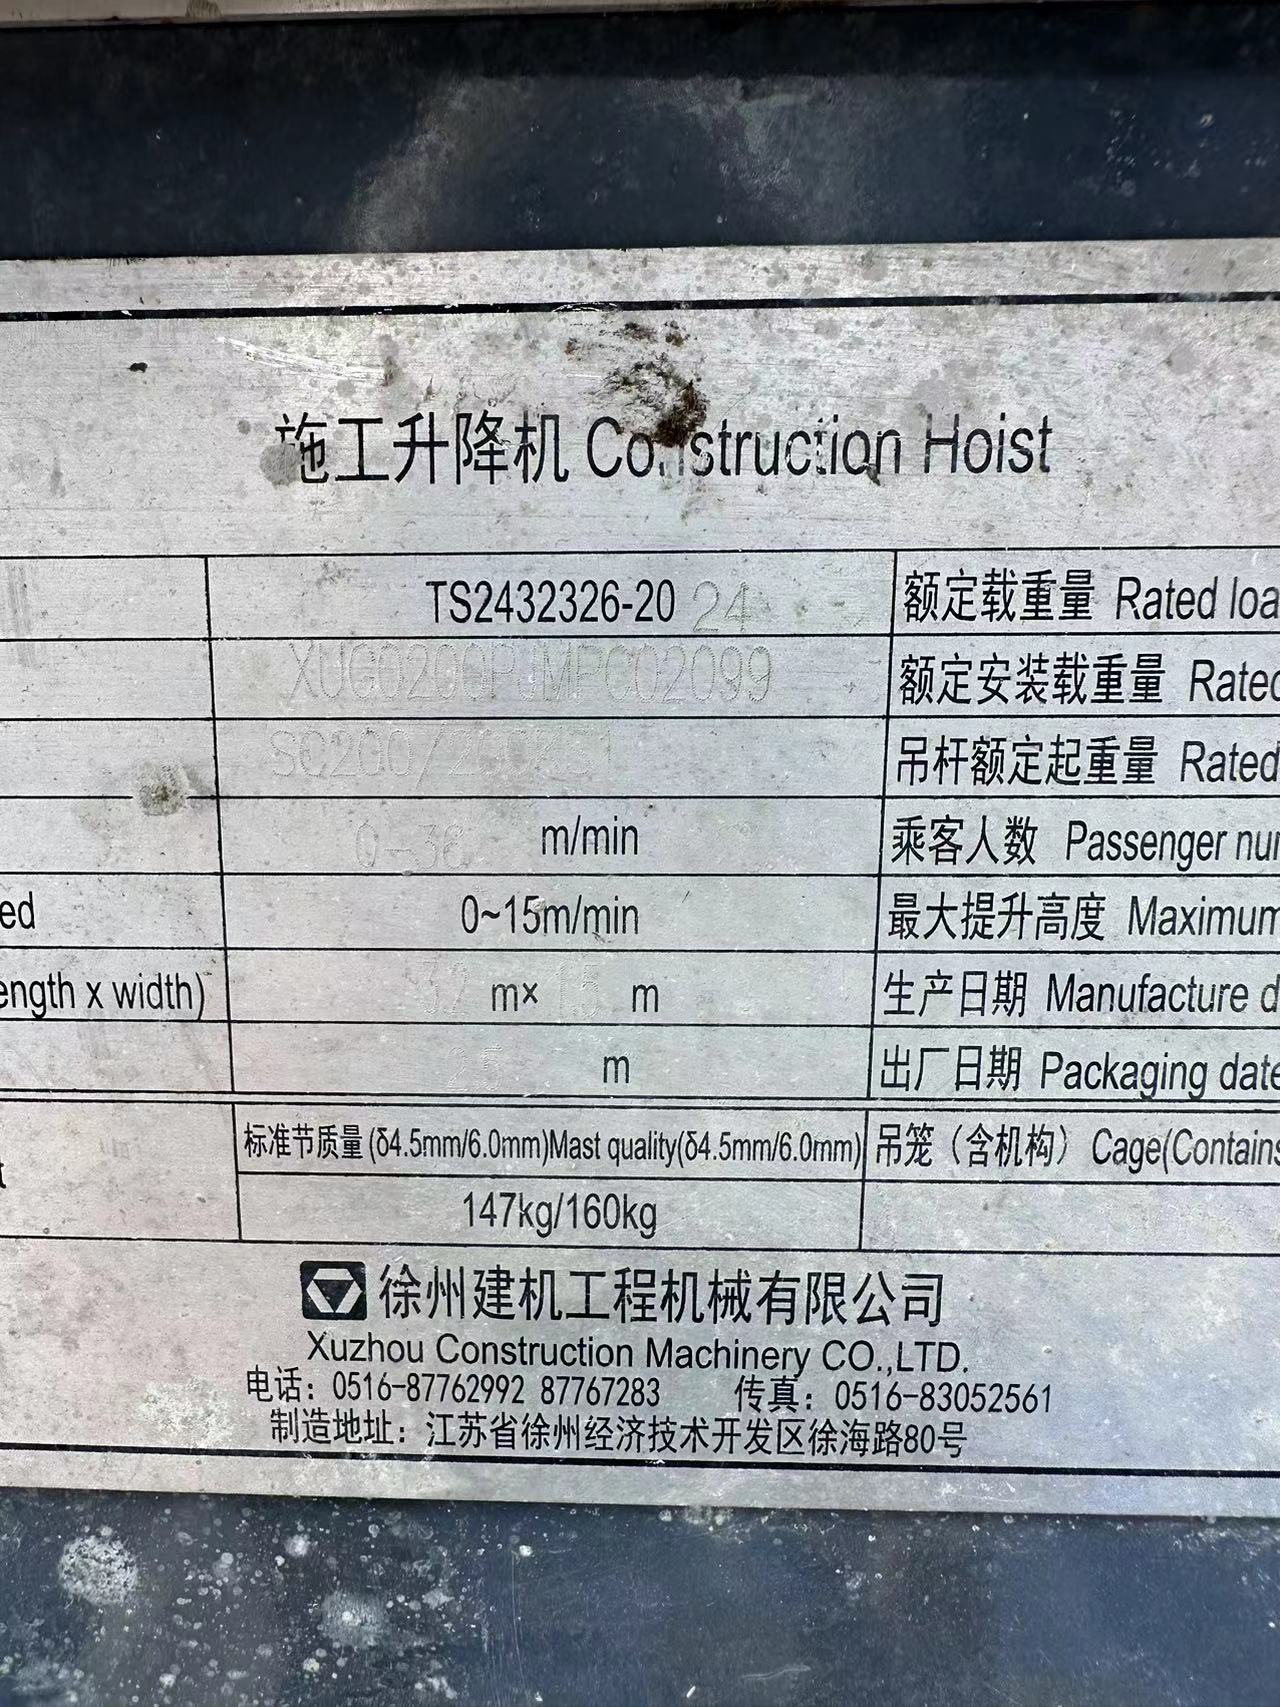 施工升降机 Construction Hoist
TS2432326-2024 额定载重量 Rated loa
额定安装载重量 Rated
吊杆额定起重量 Rated
m/min 乘客人数 Passenger nu
ed 0~15m/min 最大提升高度 Maximum
ength x width) 32 m× 15 m 生产日期 Manufacture d
25 m 出厂日期 Packaging date
标准节质量(δ4.5mm/6.0mm)Mast quality(δ4.5mm/6.0mm) 吊笼（含机构）Cage(Contains
t 147kg/160kg
徐州建机工程机械有限公司
Xuzhou Construction Machinery CO.,LTD.
电话：0516-87762992 87767283 传真：0516-83052561
制造地址：江苏省徐州经济技术开发区徐海路80号